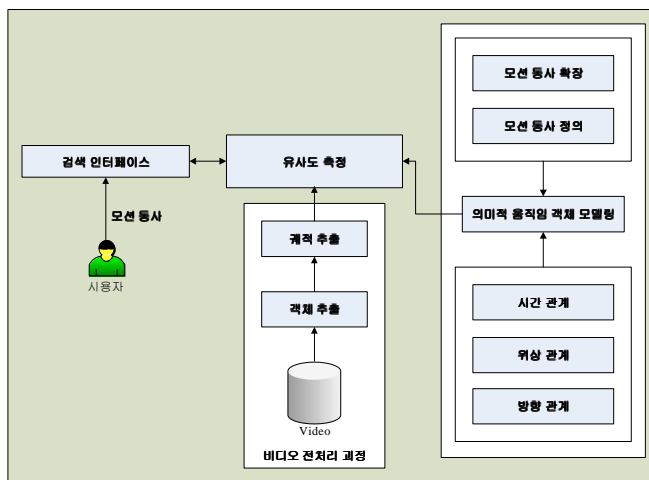 모션 동사 확장
모션 동사 정의
검색 인터페이스
유사도 측정
모션 동사
시용자
의미적 움직임 객체 모델링
궤적 추출
객체 추출
Video
비디오 전처리 과정
시간 관계
위상 관계
방향 관계